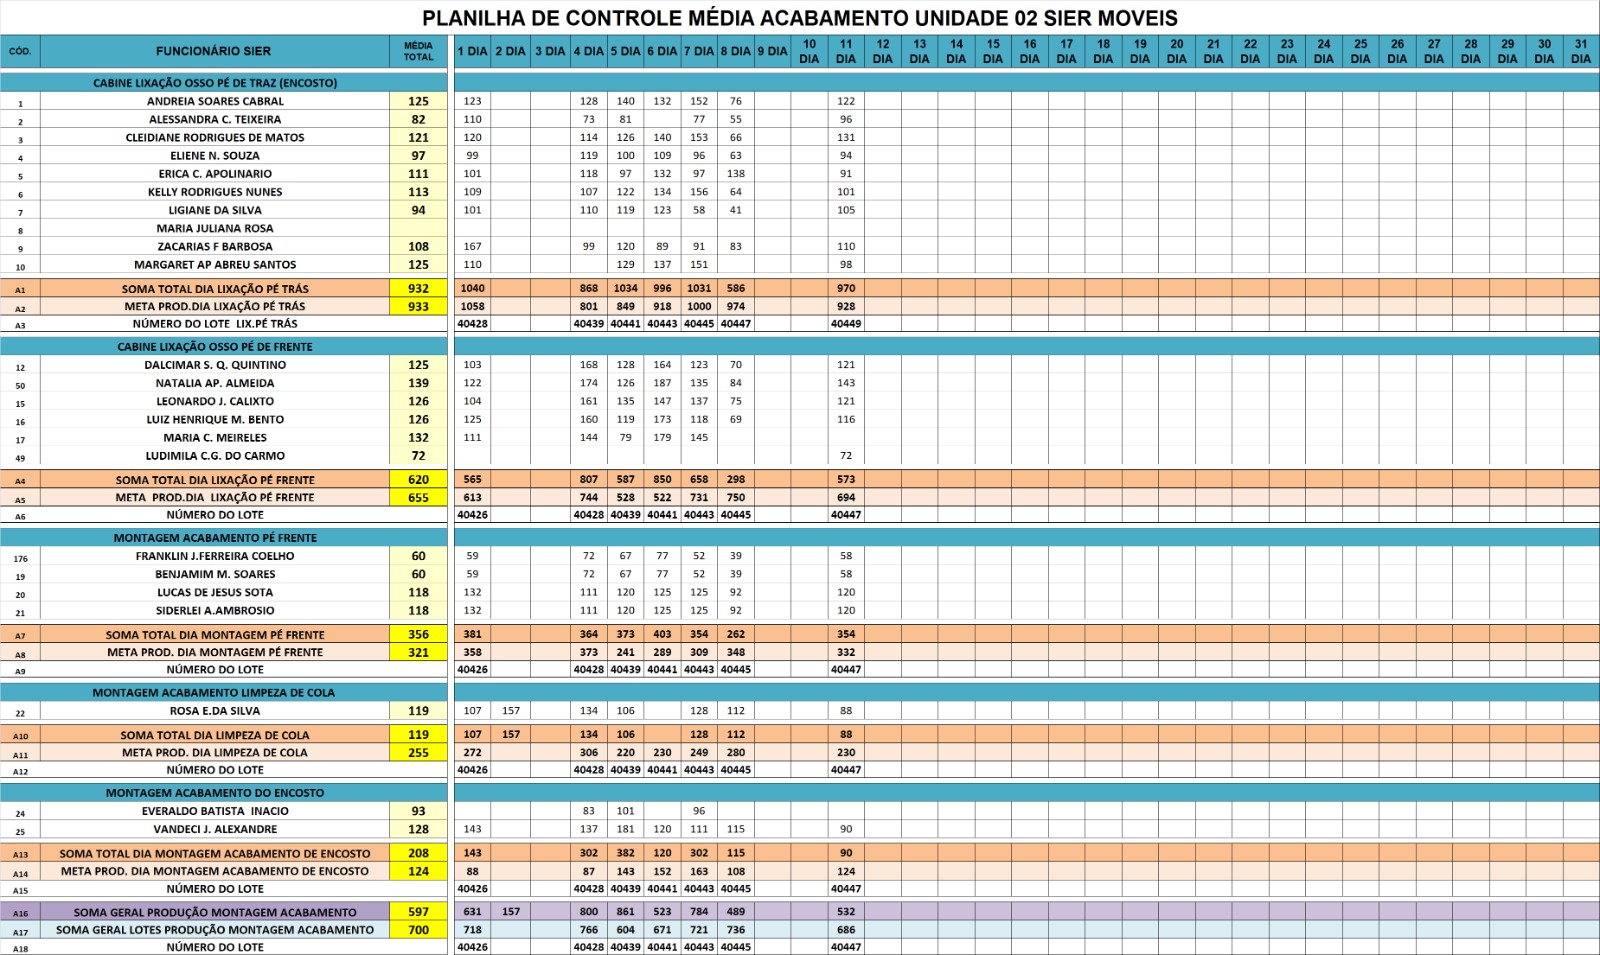 PLANILHA DE CONTROLE MÉDIA ACABAMENTO UNIDADE 02 SIER MOVEIS
CÓD. FUNCIONÁRIO SIER MÉDIA TOTAL 1 DIA 2 DIA 3 DIA 4 DIA 5 DIA 6 DIA 7 DIA 8 DIA 9 DIA 10 DIA 11 DIA 12 DIA 13 DIA 14 DIA 15 DIA 16 DIA 17 DIA 18 DIA 19 DIA 20 DIA 21 DIA 22 DIA 23 DIA 24 DIA 25 DIA 26 DIA 27 DIA 28 DIA 29 DIA 30 DIA 31 DIA
CABINE LIXAÇÃO OSSO PÉ DE TRAZ (ENCOSTO)
1 ANDREIA SOARES CABRAL 125 123 128 140 132 152 76 122
2 ALESSANDRA C. TEIXEIRA 82 110 73 81 77 55 96
3 CLEIDIANE RODRIGUES DE MATOS 121 120 114 126 140 153 66 131
4 ELIENE N. SOUZA 97 99 119 100 109 96 63 94
5 ERICA C. APOLINARIO 111 101 118 97 132 97 138 91
6 KELLY RODRIGUES NUNES 113 109 107 122 134 156 64 101
7 LIGIANE DA SILVA 94 101 110 119 123 58 41 105
8 MARIA JULIANA ROSA
9 ZACARIAS F BARBOSA 108 167 99 120 89 91 83 110
10 MARGARET AP ABREU SANTOS 125 110 129 137 151 98
A1 SOMA TOTAL DIA LIXAÇÃO PÉ TRÁS 932 1040 868 1034 996 1031 586 970
A2 META PROD.DIA LIXAÇÃO PÉ TRÁS 933 1058 801 849 918 1000 974 928
A3 NÚMERO DO LOTE LIX.PÉ TRÁS 40428 40439 40441 40443 40445 40447 40449
CABINE LIXAÇÃO OSSO PÉ DE FRENTE
12 DALCIMAR S. Q. QUINTINO 125 103 168 128 164 123 70 121
50 NATALIA AP. ALMEIDA 139 122 174 126 187 135 84 143
15 LEONARDO J. CALIXTO 126 104 161 135 147 137 75 121
16 LUIZ HENRIQUE M. BENTO 126 125 160 119 173 118 69 116
17 MARIA C. MEIRELES 132 111 144 79 179 145
49 LUDIMILA C.G. DO CARMO 72 72
A4 SOMA TOTAL DIA LIXAÇÃO PÉ FRENTE 620 565 807 587 850 658 298 573
A5 META PROD.DIA LIXAÇÃO PÉ FRENTE 655 613 744 528 522 731 750 694
A6 NÚMERO DO LOTE 40426 40428 40439 40441 40443 40445 40447
MONTAGEM ACABAMENTO PÉ FRENTE
176 FRANKLIN J.FERREIRA COELHO 60 59 72 67 77 52 39 58
19 BENJAMIM M. SOARES 60 59 72 67 77 52 39 58
20 LUCAS DE JESUS SOTA 118 132 111 120 125 125 92 120
21 SIDERLEI A.AMBROSIO 118 132 111 120 125 125 92 120
A7 SOMA TOTAL DIA MONTAGEM PÉ FRENTE 356 381 364 373 403 354 262 354
A8 META PROD. DIA MONTAGEM PÉ FRENTE 321 358 373 241 289 309 348 332
A9 NÚMERO DO LOTE 40426 40428 40439 40441 40443 40445 40447
MONTAGEM ACABAMENTO LIMPEZA DE COLA
22 ROSA E.DA SILVA 119 107 157 134 106 128 112 88
A10 SOMA TOTAL DIA LIMPEZA DE COLA 119 107 157 134 106 128 112 88
A11 META PROD. DIA LIMPEZA DE COLA 255 272 306 220 230 249 280 230
A12 NÚMERO DO LOTE 40426 40428 40439 40441 40443 40445 40447
MONTAGEM ACABAMENTO DO ENCOSTO
24 EVERALDO BATISTA INACIO 93 83 101 96
25 VANDECI J. ALEXANDRE 128 143 137 181 120 111 115 90
A13 SOMA TOTAL DIA MONTAGEM ACABAMENTO DE ENCOSTO 208 143 302 382 120 302 115 90
A14 META PROD. DIA MONTAGEM ACABAMENTO DE ENCOSTO 124 88 87 143 152 163 108 124
A15 NÚMERO DO LOTE 40426 40428 40439 40441 40443 40445 40447
A16 SOMA GERAL PRODUÇÃO MONTAGEM ACABAMENTO 597 631 157 800 861 523 784 489 532
A17 SOMA GERAL LOTES PRODUÇÃO MONTAGEM ACABAMENTO 700 718 766 604 671 721 736 686
A18 NÚMERO DO LOTE 40426 40428 40439 40441 40443 40445 40447